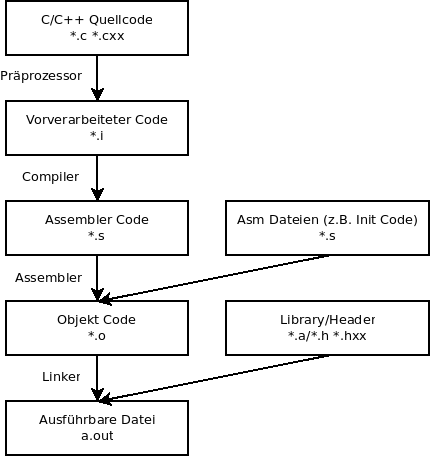 C/C++ Quellcode
*.c *.cxx
Präprozessor
Vorverarbeiteter Code
*.i
Compiler
Assembler Code
*.s
Asm Dateien (z.B. Init Code)
*.s
Assembler
Objekt Code
*.o
Library/Header
*.a/*.h *.hxx
Linker
Ausführbare Datei
a.out